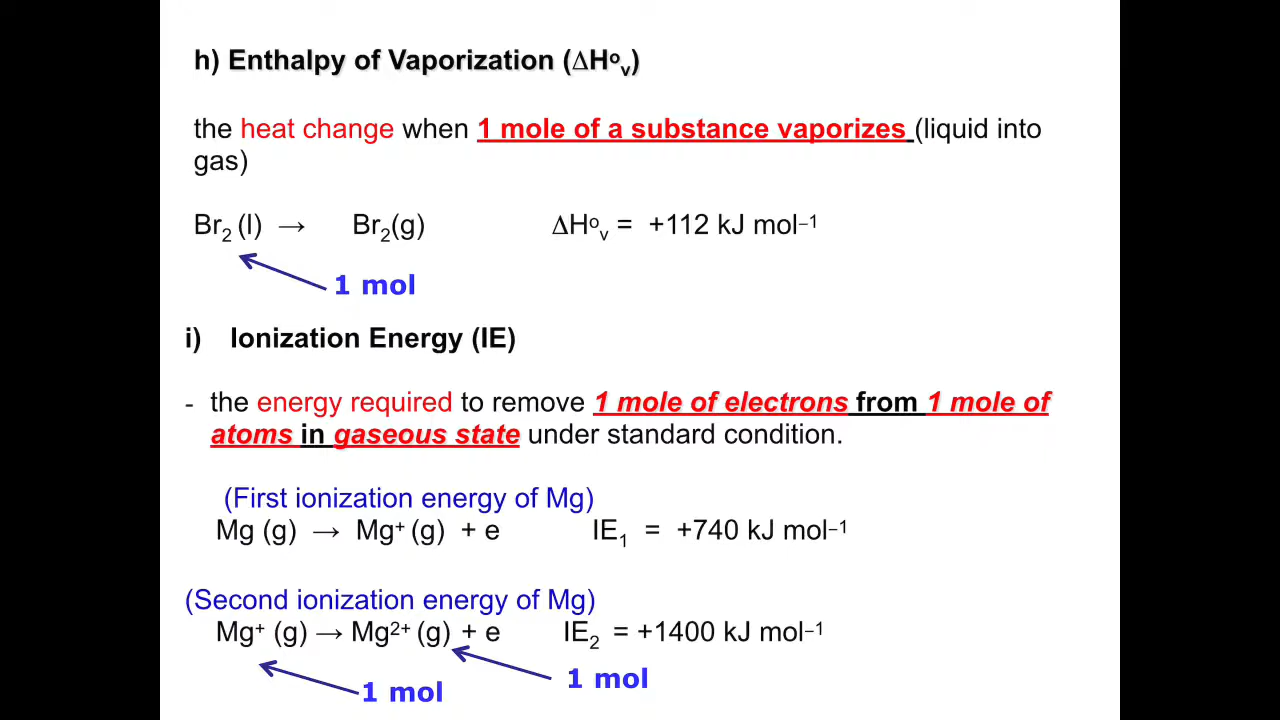 h) Enthalpy of Vaporization (∆Hᵒᵥ)
the heat change when 1 mole of a substance vaporizes (liquid into
gas)
Br₂ (l) → Br₂(g) ∆Hᵒᵥ = +112 kJ mol⁻¹
1 mol
i) Ionization Energy (IE)
- the energy required to remove 1 mole of electrons from 1 mole of
atoms in gaseous state under standard condition.
(First ionization energy of Mg)
Mg (g) → Mg⁺ (g) + e IE₁ = +740 kJ mol⁻¹
(Second ionization energy of Mg)
Mg⁺ (g) → Mg²⁺ (g) + e IE₂ = +1400 kJ mol⁻¹
1 mol 1 mol